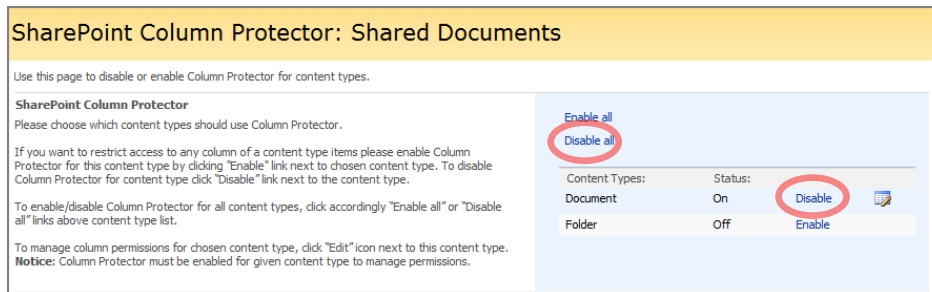 SharePoint Column Protector: Shared Documents
Use this page to disable or enable Column Protector for content types.
SharePoint Column Protector
Please choose which content types should use Column Protector.
If you want to restrict access to any column of a content type items please enable Column
Protector for this content type by clicking "Enable" link next to chosen content type. To disable
Column Protector for content type click "Disable" link next to the content type.
To enable/disable Column Protector for all content types, click accordingly "Enable all" or "Disable
all" links above content type list.
To manage column permissions for chosen content type, click "Edit" icon next to this content type.
Notice: Column Protector must be enabled for given content type to manage permissions.
Enable all
Disable all
Content Types: Status:
Document On Disable
Folder Off Enable